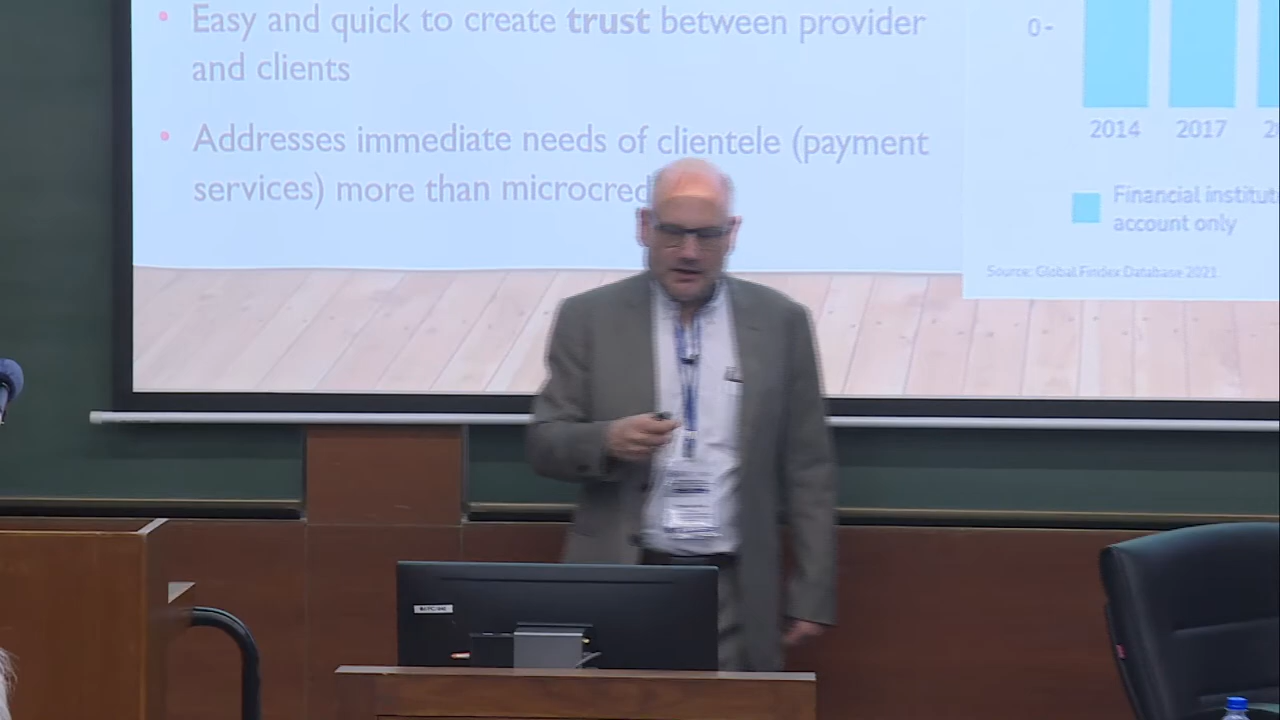 • Easy and quick to create trust between provider
and clients
• Addresses immediate needs of clientele (payment
services) more than microcred
0-
2014 2017 2
Financial institut
account only
Source: Global Findex Database 2021